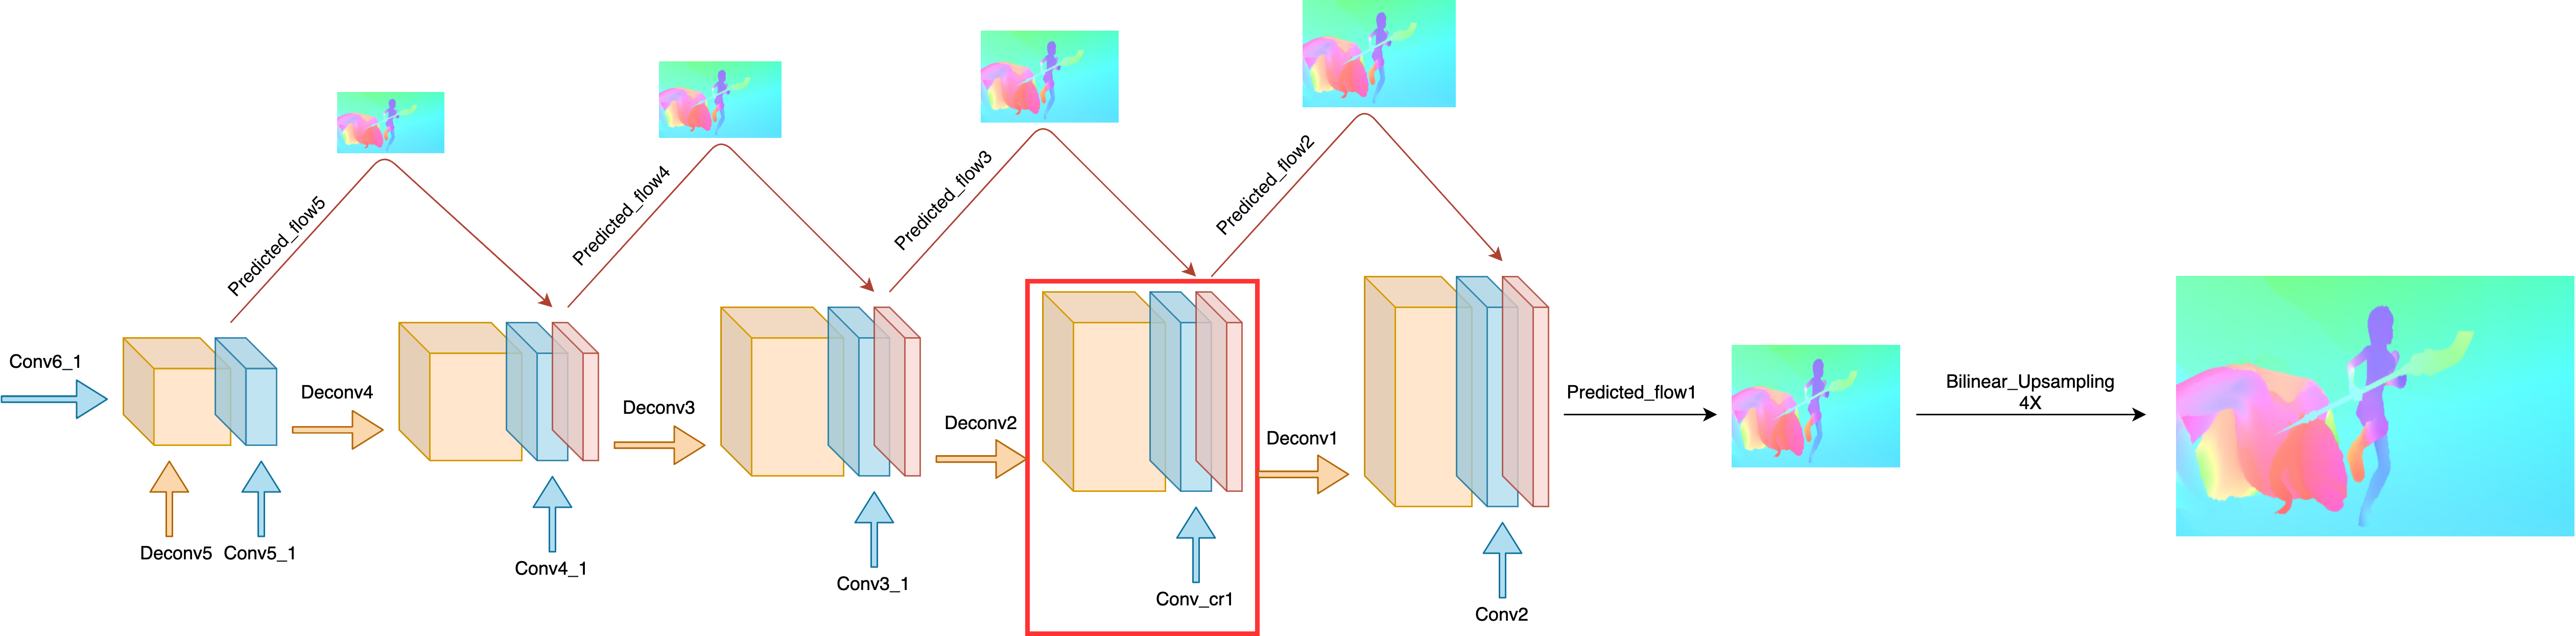 Predicted_flow5
Predicted_flow4
Predicted_flow3
Predicted_flow2
Conv6_1
Deconv4
Deconv3
Deconv2
Deconv1
Predicted_flow1
Bilinear_Upsampling
4X
Deconv5
Conv5_1
Conv4_1
Conv3_1
Conv_cr1
Conv2